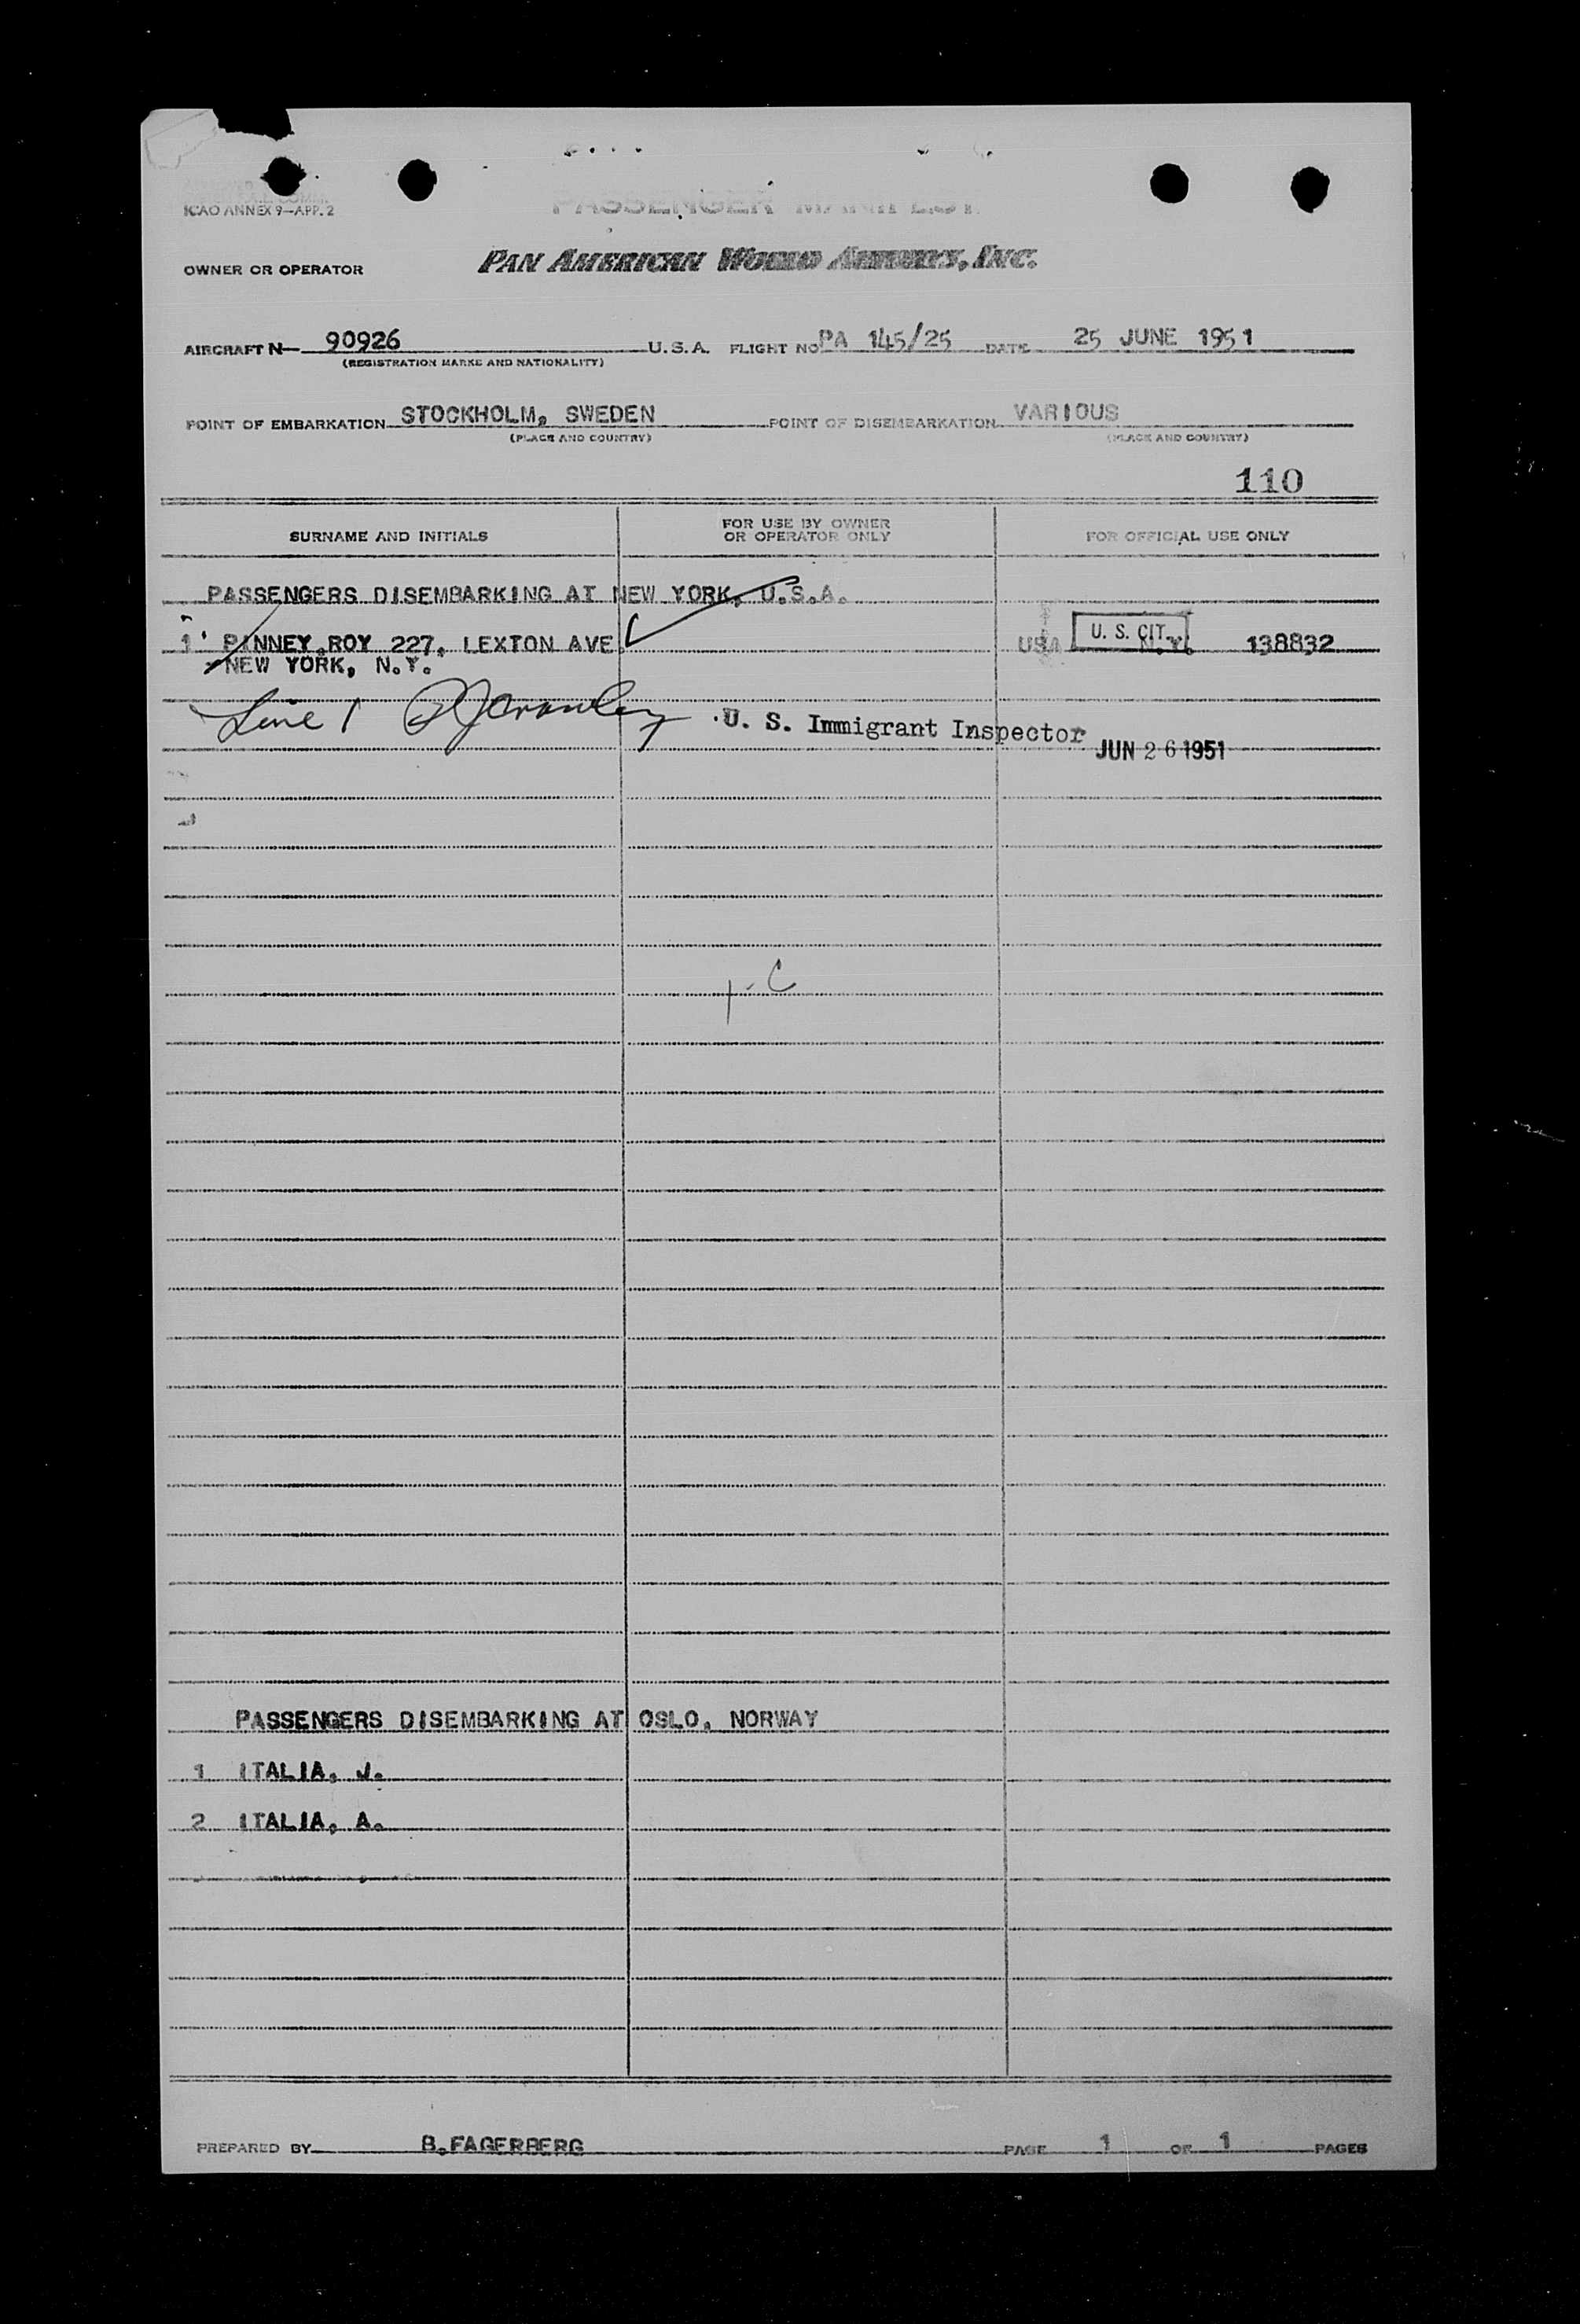 ICAO ANNEX 9—APP. 2
PASSENGER MANIFEST
OWNER OR OPERATOR PAN AMERICAN WORLD AIRWAYS, INC.
AIRCRAFT N— 90926 U.S.A. FLIGHT NO PA 145/25 DATE 25 JUNE 1951
(REGISTRATION MARKS AND NATIONALITY)
POINT OF EMBARKATION STOCKHOLM, SWEDEN POINT OF DISEMBARKATION VARIOUS
(PLACE AND COUNTRY) (PLACE AND COUNTRY)
110
SURNAME AND INITIALS FOR USE BY OWNER OR OPERATOR ONLY FOR OFFICIAL USE ONLY
PASSENGERS DISEMBARKING AT NEW YORK, U.S.A.
1 PINNEY, ROY 227, LEXTON AVE USA U. S. CIT. N.Y. 138832
NEW YORK, N.Y.
Line 1 U. S. Immigrant Inspector
JUN 26 1951
PASSENGERS DISEMBARKING AT OSLO, NORWAY
1 ITALIA, J.
2 ITALIA, A.
PREPARED BY B.FAGERBERG PAGE 1 OF 1 PAGES